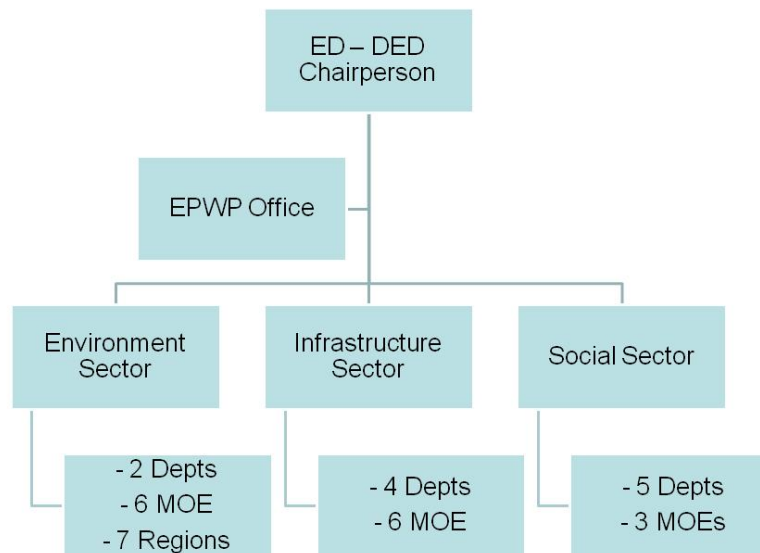 ED – DED
Chairperson
EPWP Office
Environment
Sector
Infrastructure
Sector
Social Sector
- 2 Depts
- 6 MOE
- 7 Regions
- 4 Depts
- 6 MOE
- 5 Depts
- 3 MOEs